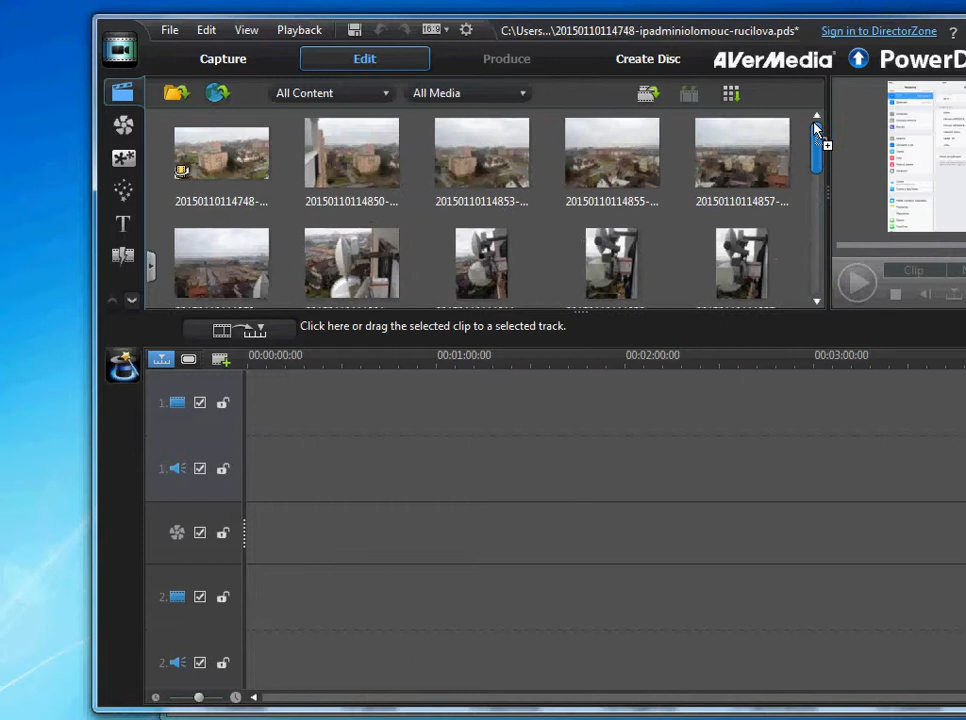 File Edit View Playback 16:9 C:\Users...\20150110114748-ipadminiolomouc-rucilova.pds* Sign in to DirectorZone ?
Capture Edit Produce Create Disc AVerMedia PowerD
All Content All Media
20150110114748-... 20150110114850-... 20150110114853-... 20150110114855-... 20150110114857-...
Clip
Click here or drag the selected clip to a selected track.
00:00:00:00 00:01:00:00 00:02:00:00 00:03:00:00
1.
1.
2.
2.